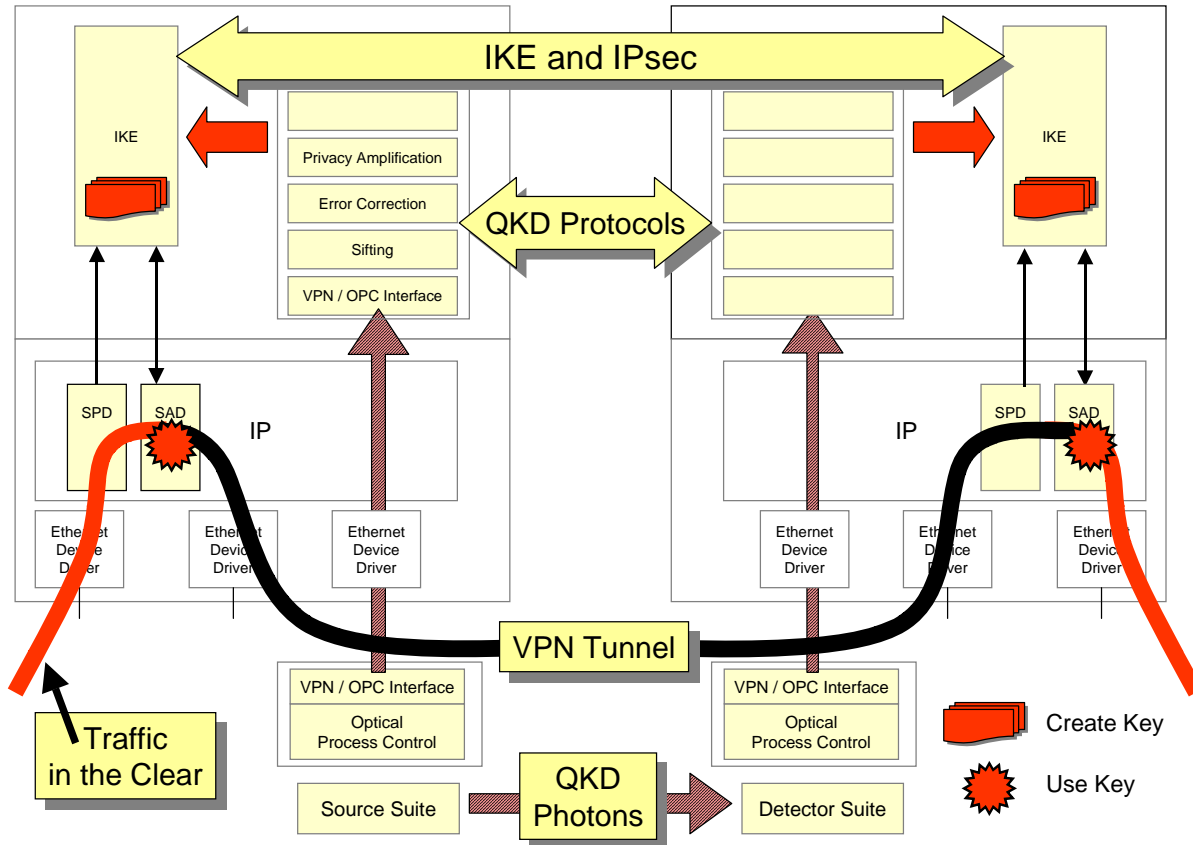 IKE and IPsec
IKE
Privacy Amplification
Error Correction
Sifting
VPN / OPC Interface
QKD Protocols
IKE
SPD
SAD
IP
IP
SPD
SAD
Ethernet
Device
Driver
Ethernet
Device
Driver
Ethernet
Device
Driver
Ethernet
Device
Driver
Ethernet
Device
Driver
Ethernet
Device
Driver
VPN Tunnel
Traffic
in the Clear
VPN / OPC Interface
Optical
Process Control
VPN / OPC Interface
Optical
Process Control
Create Key
Use Key
Source Suite
QKD
Photons
Detector Suite